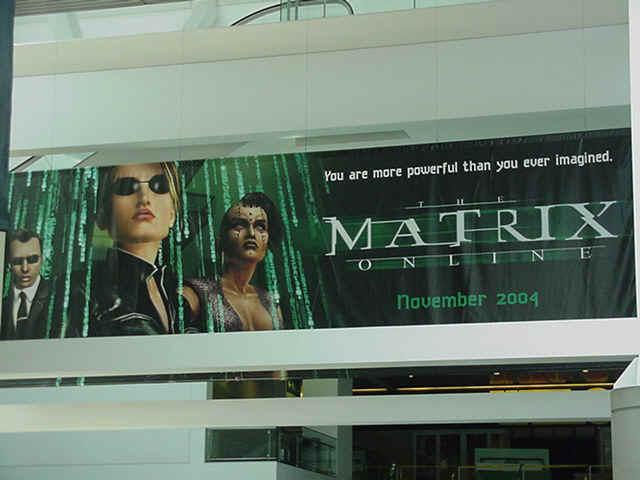 You are more powerful than you ever imagined.
THE
MATRIX
ONLINE
November 2004